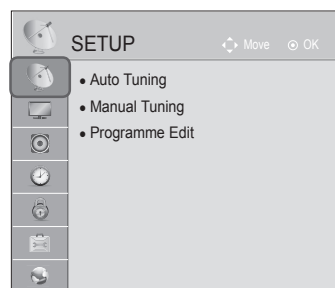 SETUP
Move OK
• Auto Tuning
• Manual Tuning
• Programme Edit